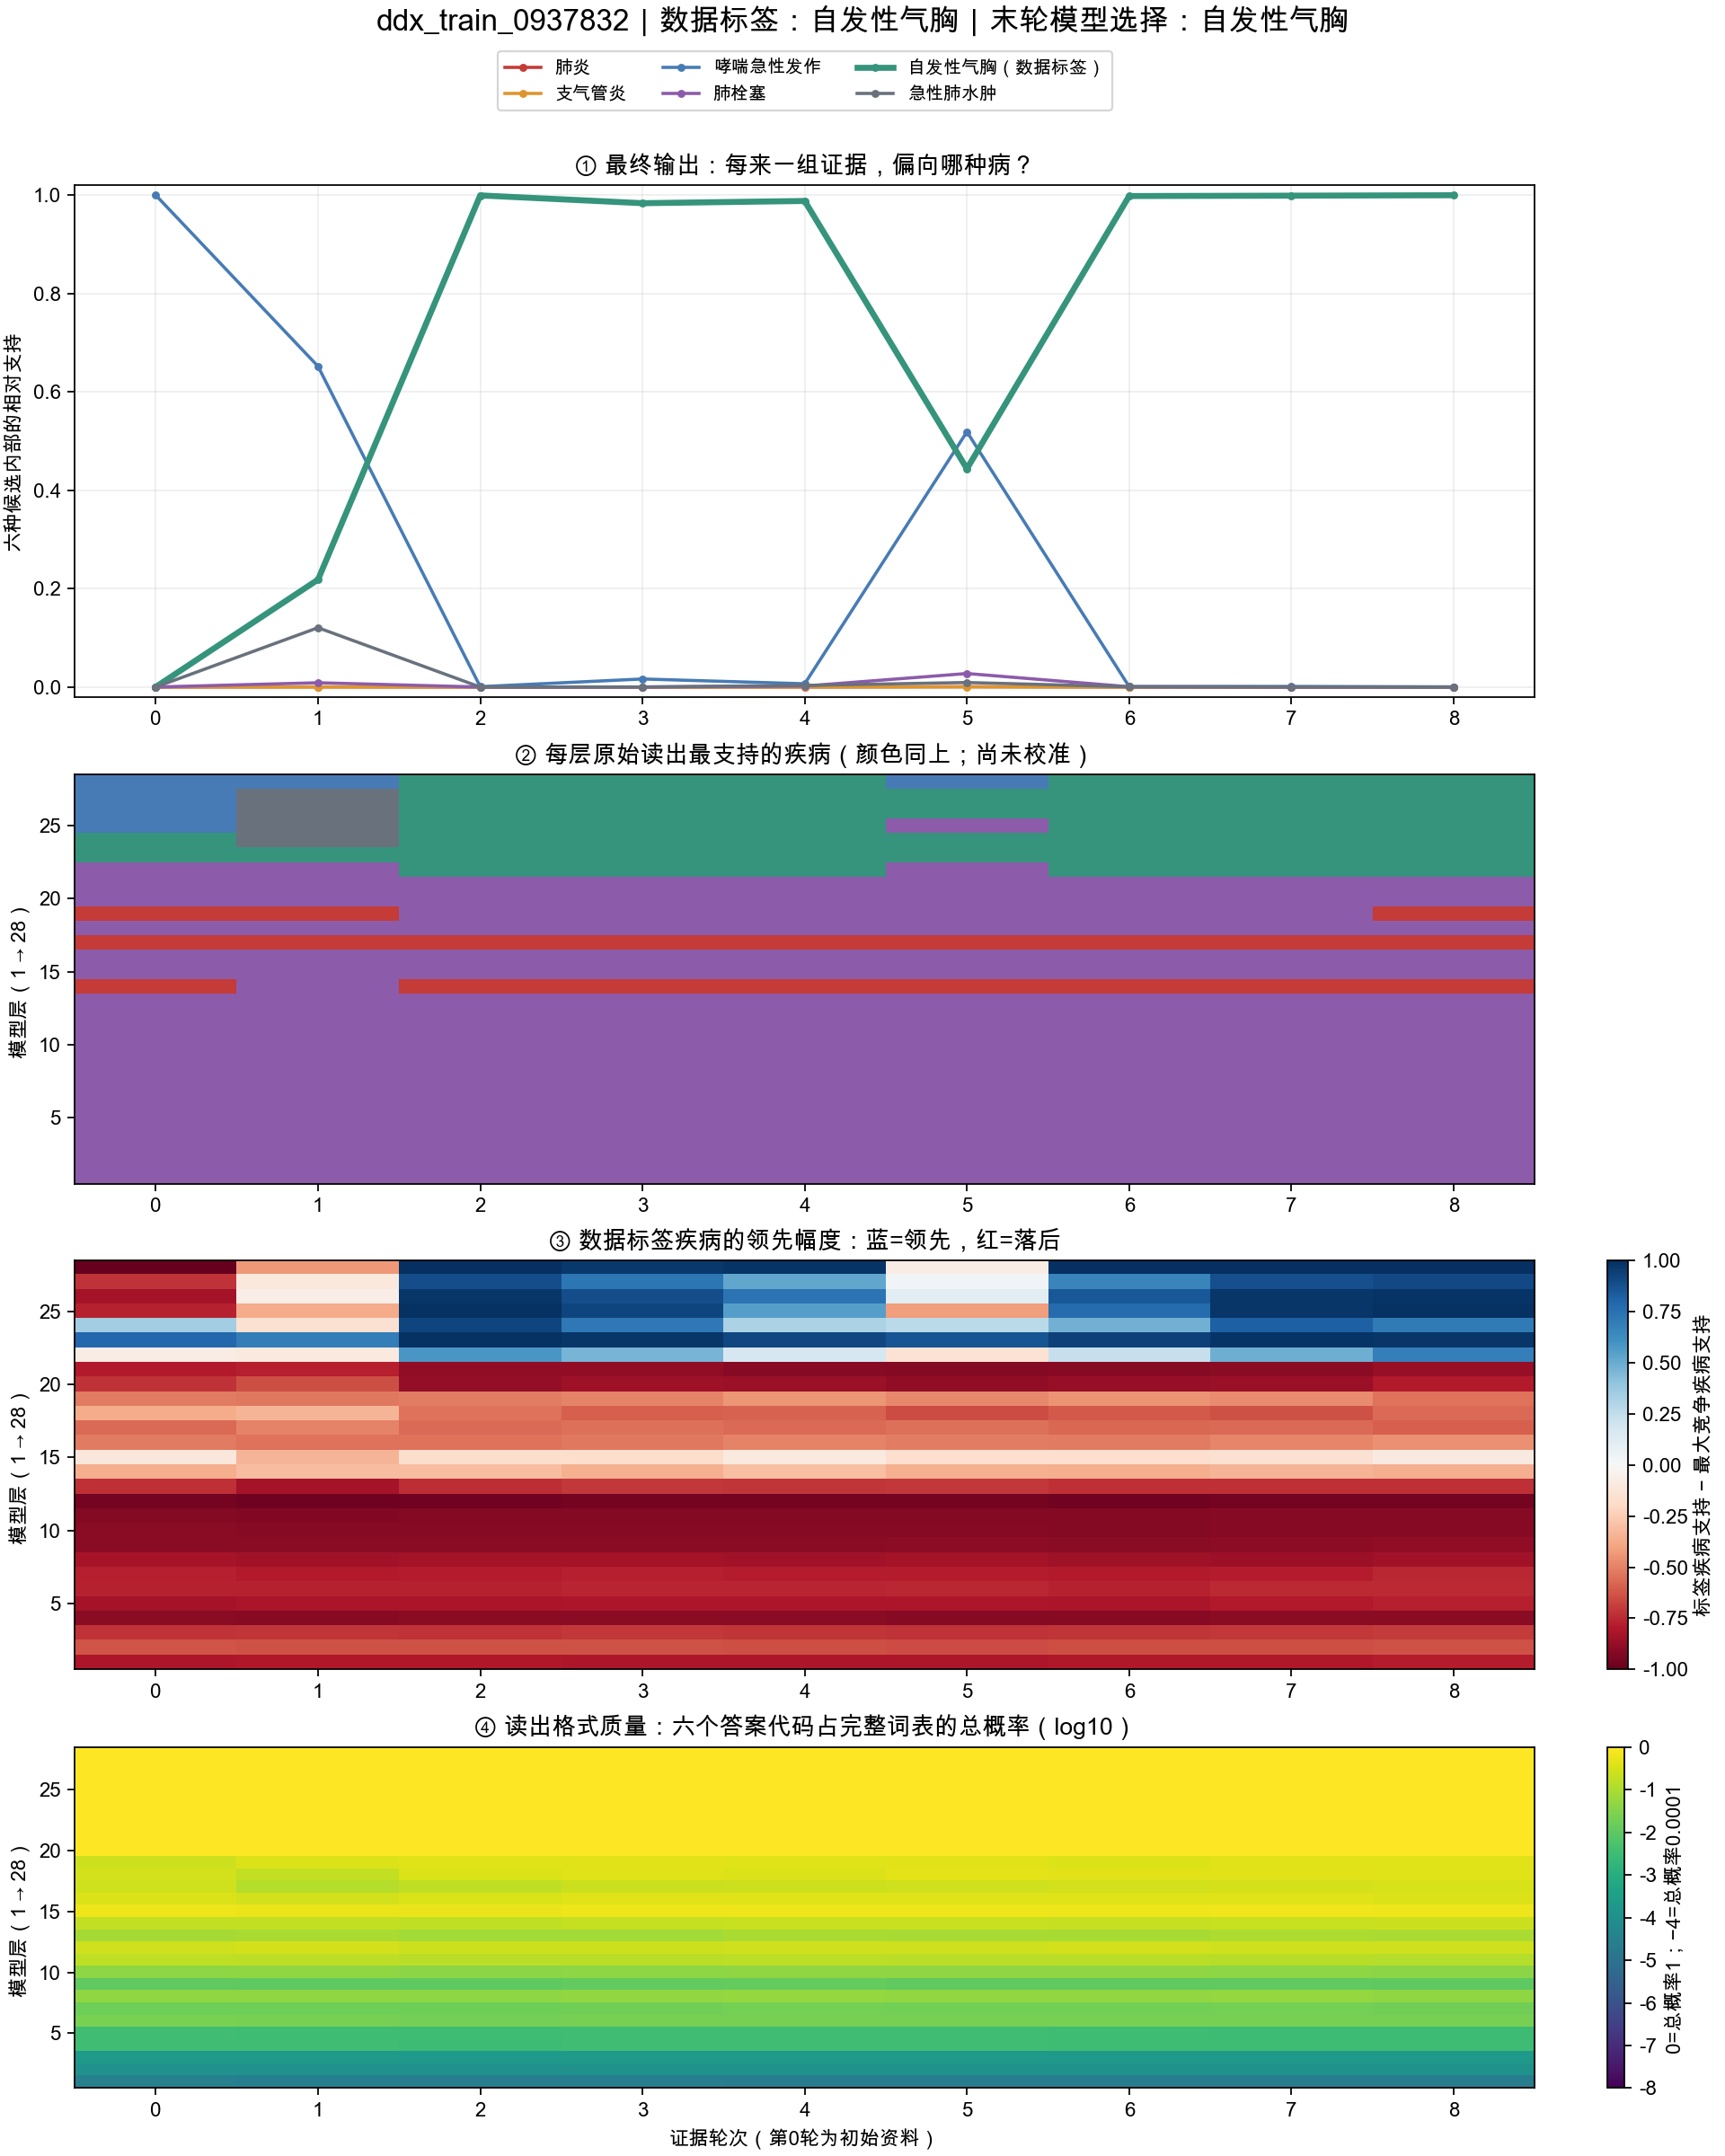 ddx_train_0937832 | 数据标签：自发性气胸 | 末轮模型选择：自发性气胸
肺炎
哮喘急性发作
自发性气胸（数据标签）
支气管炎
肺栓塞
急性肺水肿
① 最终输出：每来一组证据，偏向哪种病？
六种候选内部的相对支持
1.0
0.8
0.6
0.4
0.2
0.0
0 1 2 3 4 5 6 7 8
② 每层原始读出最支持的疾病（颜色同上；尚未校准）
模型层（1→28）
25
20
15
10
5
0 1 2 3 4 5 6 7 8
③ 数据标签疾病的领先幅度：蓝=领先，红=落后
模型层（1→28）
25
20
15
10
5
0 1 2 3 4 5 6 7 8
1.00
0.75
0.50
0.25
0.00
-0.25
-0.50
-0.75
-1.00
标签疾病支持 − 最大竞争疾病支持
④ 读出格式质量：六个答案代码占完整词表的总概率（log10）
模型层（1→28）
25
20
15
10
5
0 1 2 3 4 5 6 7 8
证据轮次（第0轮为初始资料）
0
-1
-2
-3
-4
-5
-6
-7
-8
0=总概率1；−4=总概率0.0001